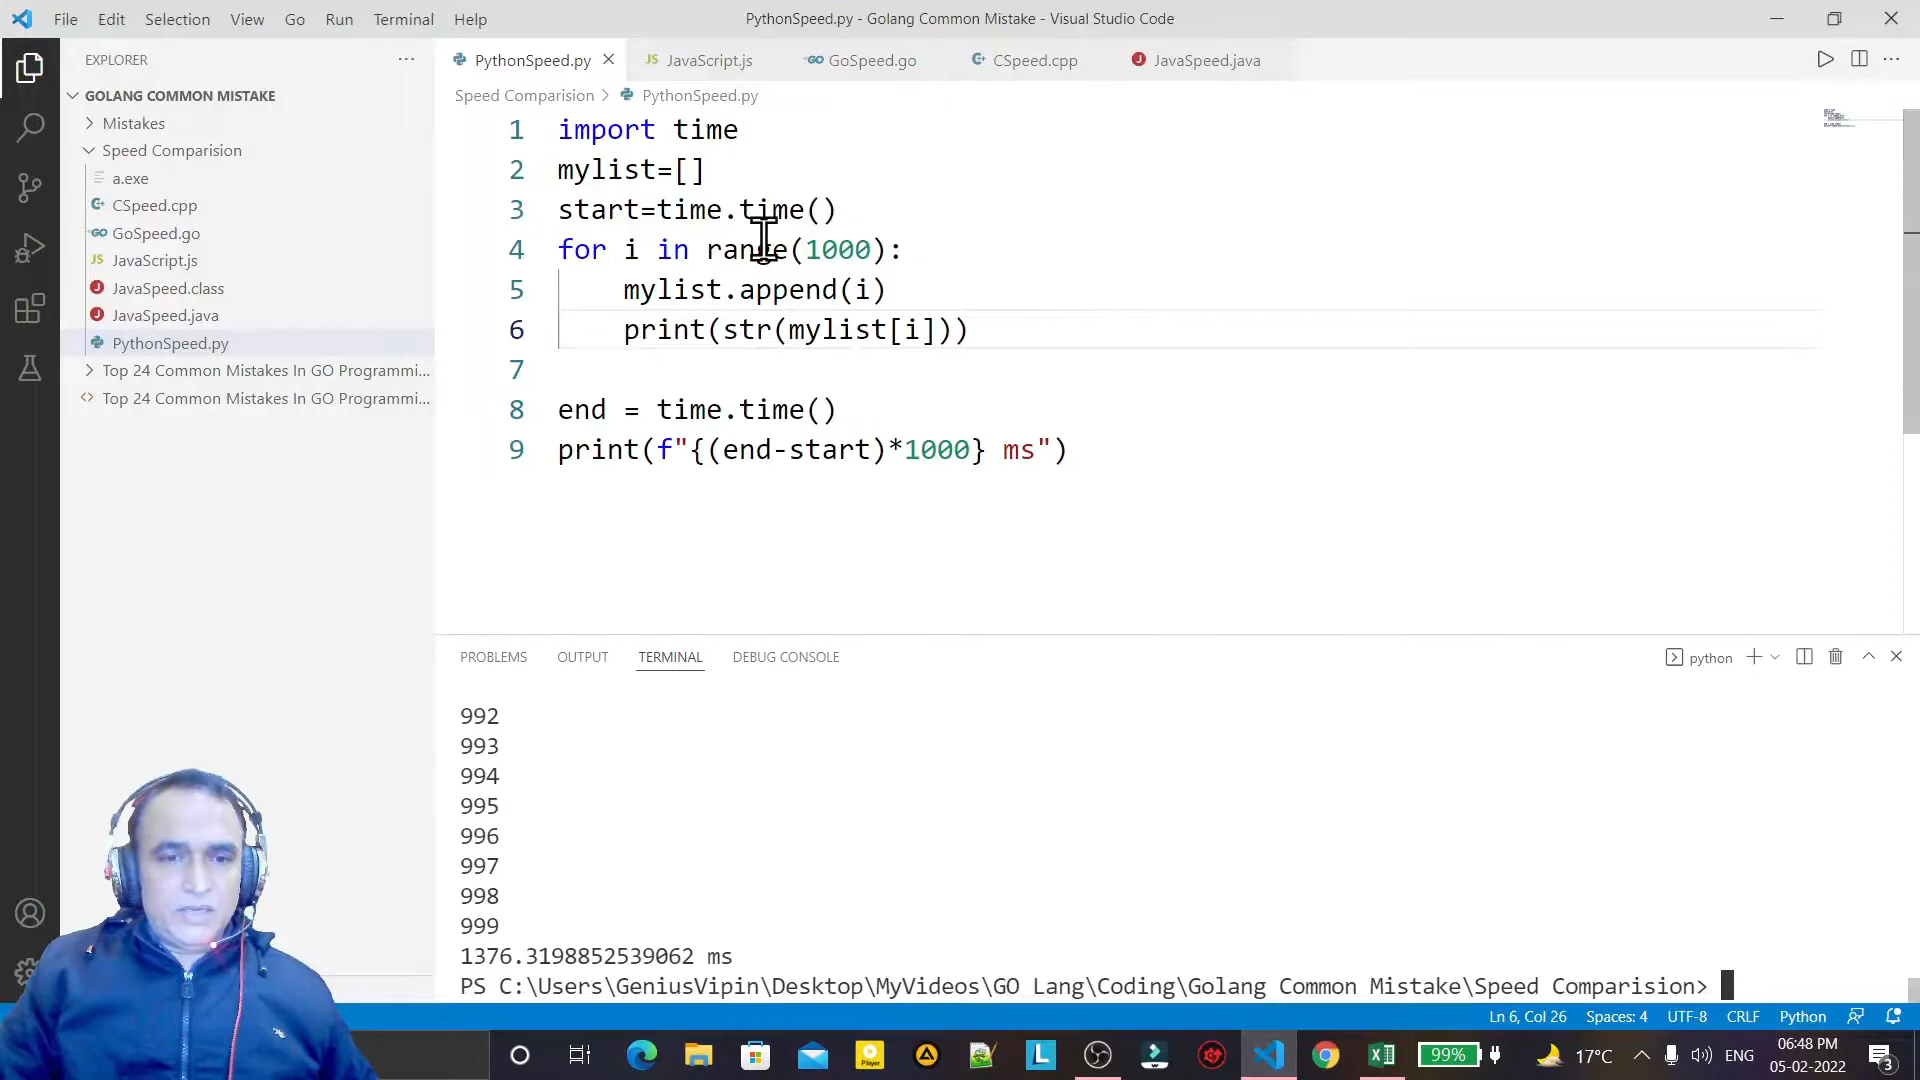 File Edit Selection View Go Run Terminal Help
PythonSpeed.py - Golang Common Mistake - Visual Studio Code
EXPLORER
GOLANG COMMON MISTAKE
Mistakes
Speed Comparision
a.exe
CSpeed.cpp
GoSpeed.go
JS JavaScript.js
JavaSpeed.class
JavaSpeed.java
PythonSpeed.py
Top 24 Common Mistakes In GO Programmi...
Top 24 Common Mistakes In GO Programmi...
PythonSpeed.py JS JavaScript.js GoSpeed.go CSpeed.cpp JavaSpeed.java
Speed Comparision > PythonSpeed.py
1 import time
2 mylist=[]
3 start=time.time()
4 for i in range(1000):
5 mylist.append(i)
6 print(str(mylist[i]))
7
8 end = time.time()
9 print(f"{(end-start)*1000} ms")
PROBLEMS OUTPUT TERMINAL DEBUG CONSOLE
python
992
993
994
995
996
997
998
999
1376.3198852539062 ms
PS C:\Users\GeniusVipin\Desktop\MyVideos\GO Lang\Coding\Golang Common Mistake\Speed Comparision>
Ln 6, Col 26 Spaces: 4 UTF-8 CRLF Python
Player L 99% 17°C ENG
06:48 PM
05-02-2022
3